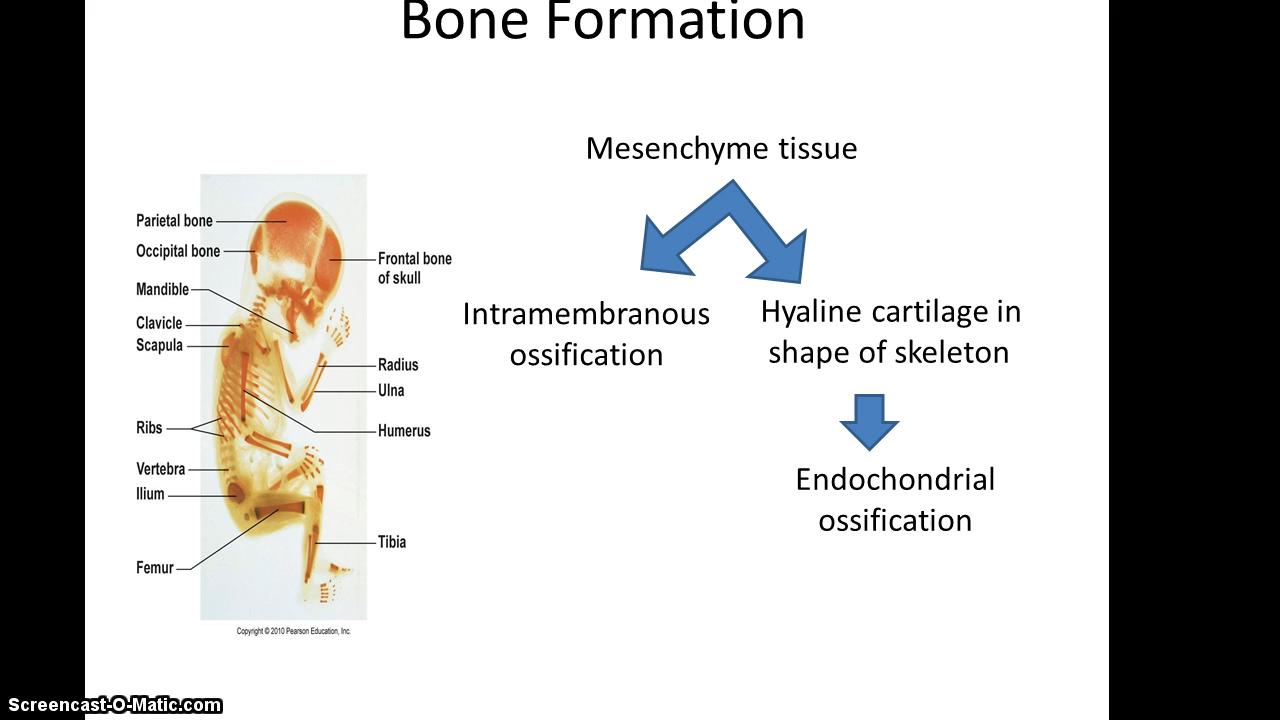 Bone Formation
Mesenchyme tissue
Intramembranous
ossification
Hyaline cartilage in
shape of skeleton
Endochondrial
ossification
Parietal bone
Occipital bone
Mandible
Clavicle
Scapula
Ribs
Vertebra
Ilium
Femur
Frontal bone
of skull
Radius
Ulna
Humerus
Tibia
Copyright © 2010 Pearson Education, Inc.
Screencast-O-Matic.com